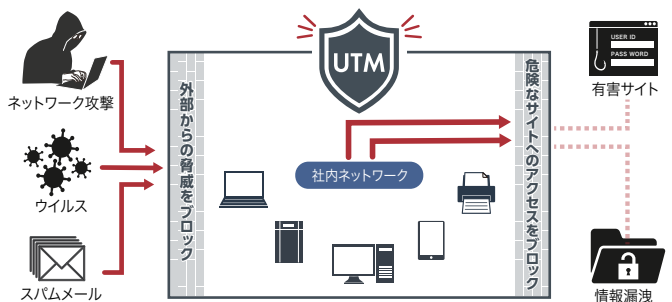 ネットワーク攻撃
ウイルス
スパムメール
外部からの脅威をブロック
UTM
社内ネットワーク
危険なサイトへのアクセスをブロック
USER ID
PASS WORD
有害サイト
情報漏洩